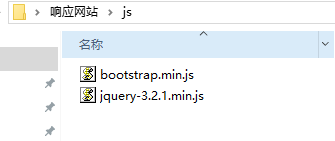 响应网站 > js
名称
bootstrap.min.js
jquery-3.2.1.min.js